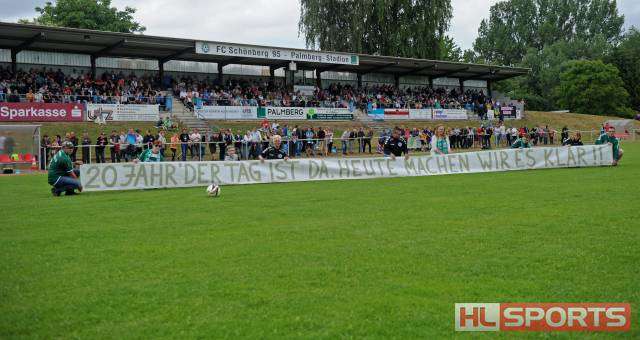 FC Schönberg 95 - Palmberg-Stadion
Sparkasse
UTZ
PALMBERG
20 JAHR DER TAG IST DA. HEUTE MACHEN WIR ES KLAR!!
HL SPORTS